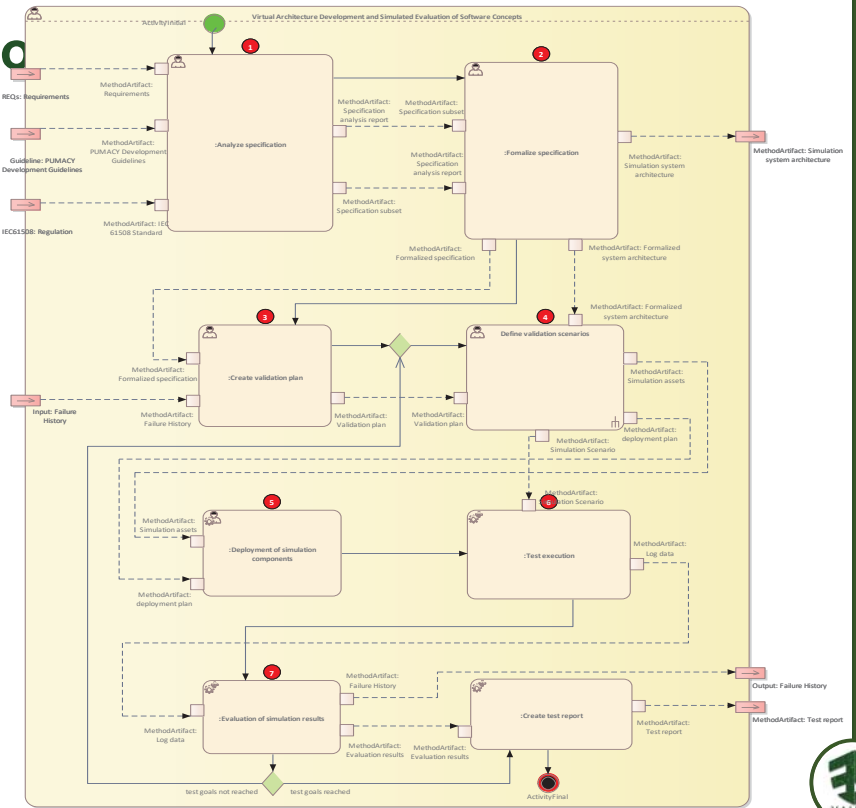 Virtual Architecture Development and Simulated Evaluation of Software Concepts
ActivityInitial
1
2
REQs: Requirements
MethodArtifact:
Requirements
Guideline: PUMACY
Development Guidelines
MethodArtifact:
PUMACY Development
Guidelines
IEC61508: Regulation
MethodArtifact: IEC
61508 Standard
:Analyze specification
MethodArtifact:
Specification
analysis report
MethodArtifact:
Specification subset
MethodArtifact:
Specification
analysis report
MethodArtifact:
Specification subset
:Fomalize specification
MethodArtifact:
Simulation system
architecture
MethodArtifact: Simulation
system architecture
MethodArtifact:
Formalized specification
MethodArtifact: Formalized
system architecture
3
4
MethodArtifact: Formalized
system architecture
MethodArtifact:
Formalized specification
:Create validation plan
Define validation scenarios
Input: Failure
History
MethodArtifact:
Failure History
MethodArtifact:
Validation plan
MethodArtifact:
Validation plan
MethodArtifact:
Simulation assets
MethodArtifact:
deployment plan
MethodArtifact:
Simulation Scenario
5
6
MethodArtifact:
Scenario
MethodArtifact:
Simulation assets
MethodArtifact:
deployment plan
:Deployment of simulation
components
:Test execution
MethodArtifact:
Log data
7
MethodArtifact:
Log data
:Evaluation of simulation results
MethodArtifact:
Failure History
MethodArtifact:
Evaluation results
MethodArtifact:
Evaluation results
:Create test report
MethodArtifact:
Test report
Output: Failure History
MethodArtifact: Test report
test goals not reached
test goals reached
ActivityFinal